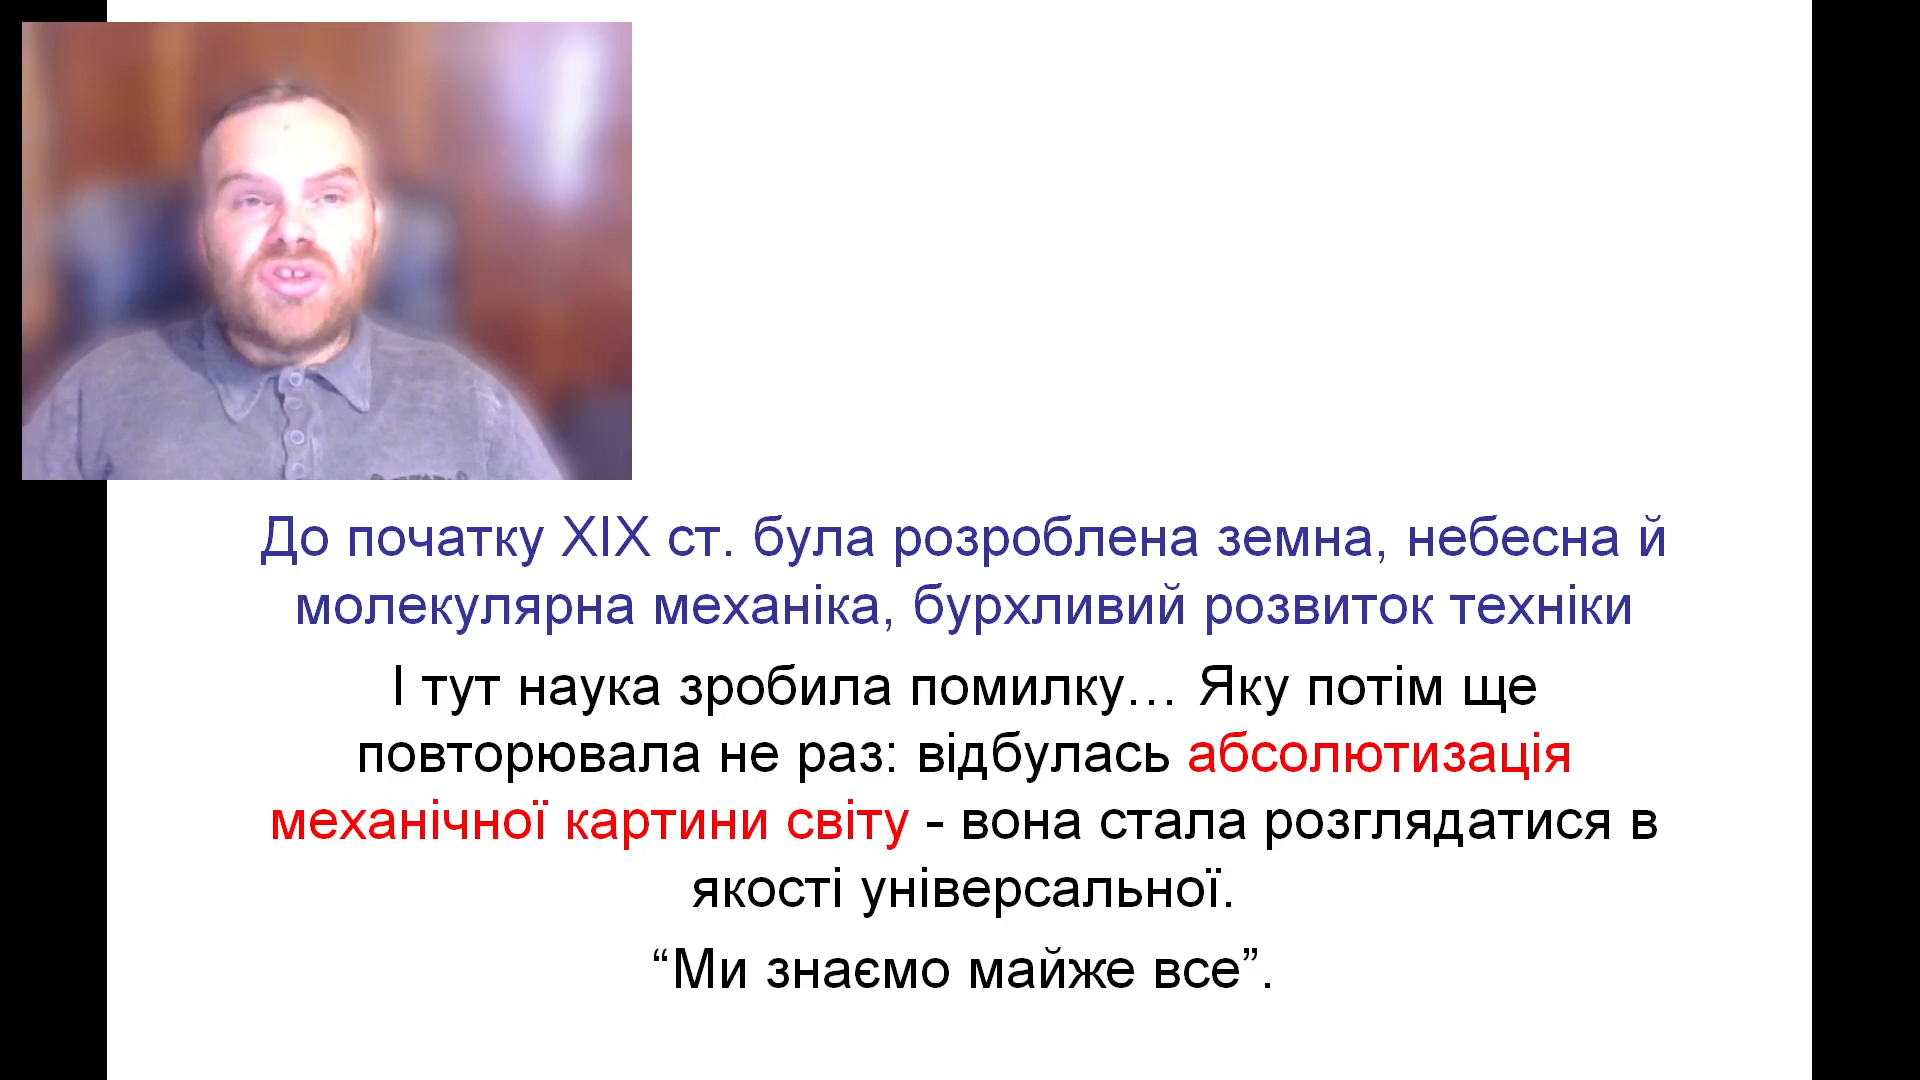 До початку XIX ст. була розроблена земна, небесна й
молекулярна механіка, бурхливий розвиток техніки
І тут наука зробила помилку… Яку потім ще
повторювала не раз: відбулась абсолютизація
механічної картини світу - вона стала розглядатися в
якості універсальної.
“Ми знаємо майже все”.